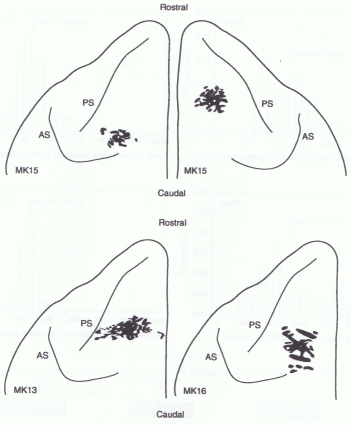 Rostral
PS
PS
AS
AS
MK15
MK15
Caudal
Rostral
PS
PS
AS
AS
MK13
MK16
Caudal